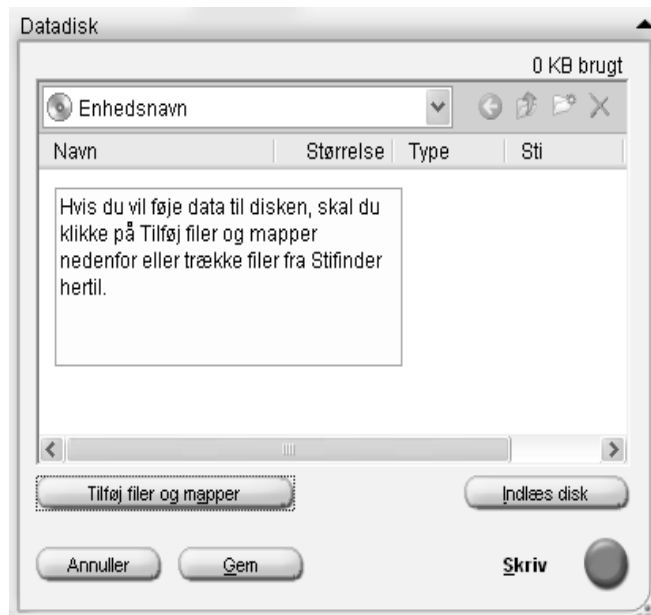 Datadisk
0 KB brugt
Enhedsnavn
Navn Størrelse Type Sti
Hvis du vil føje data til disken, skal du
klikke på Tilføj filer og mapper
nedenfor eller trække filer fra Stifinder
hertil.
Tilføj filer og mapper Indlæs disk
Annuller Gem Skriv